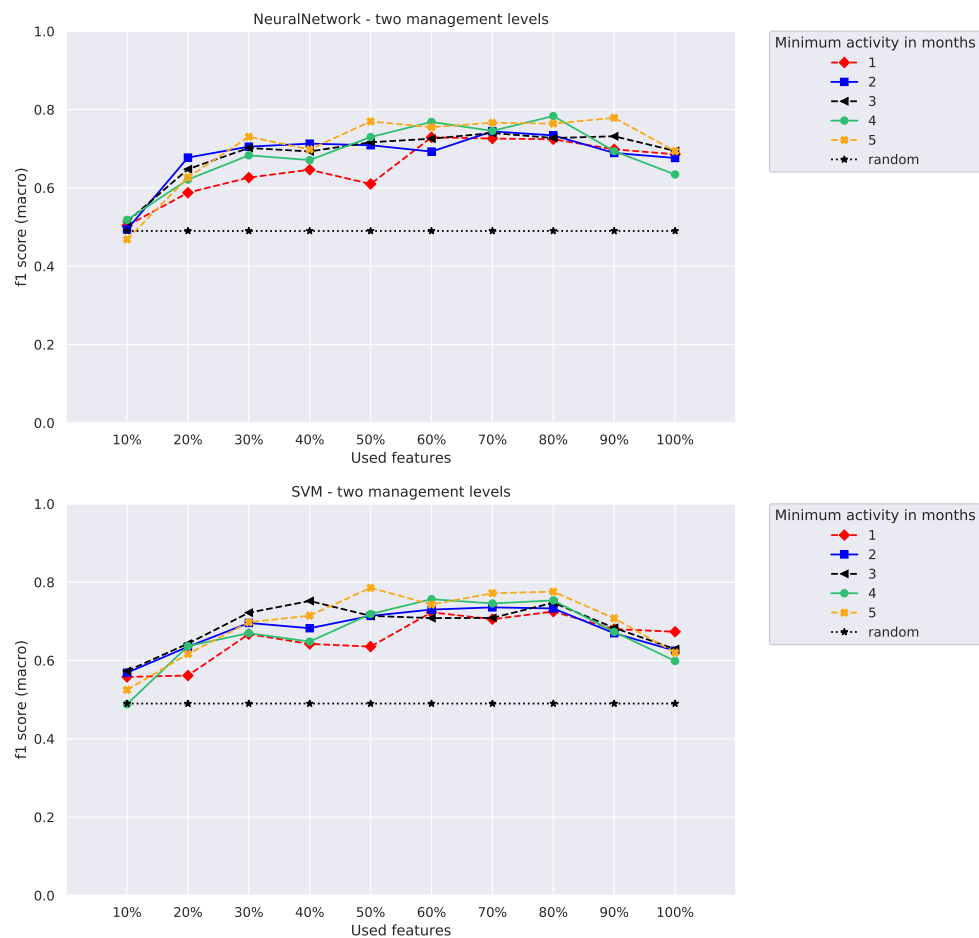 NeuralNetwork - two management levels
1.0
0.8
0.6
0.4
0.2
0.0
f1 score (macro)
10% 20% 30% 40% 50% 60% 70% 80% 90% 100%
Used features
Minimum activity in months
1
2
3
4
5
random
SVM - two management levels
1.0
0.8
0.6
0.4
0.2
0.0
f1 score (macro)
10% 20% 30% 40% 50% 60% 70% 80% 90% 100%
Used features
Minimum activity in months
1
2
3
4
5
random